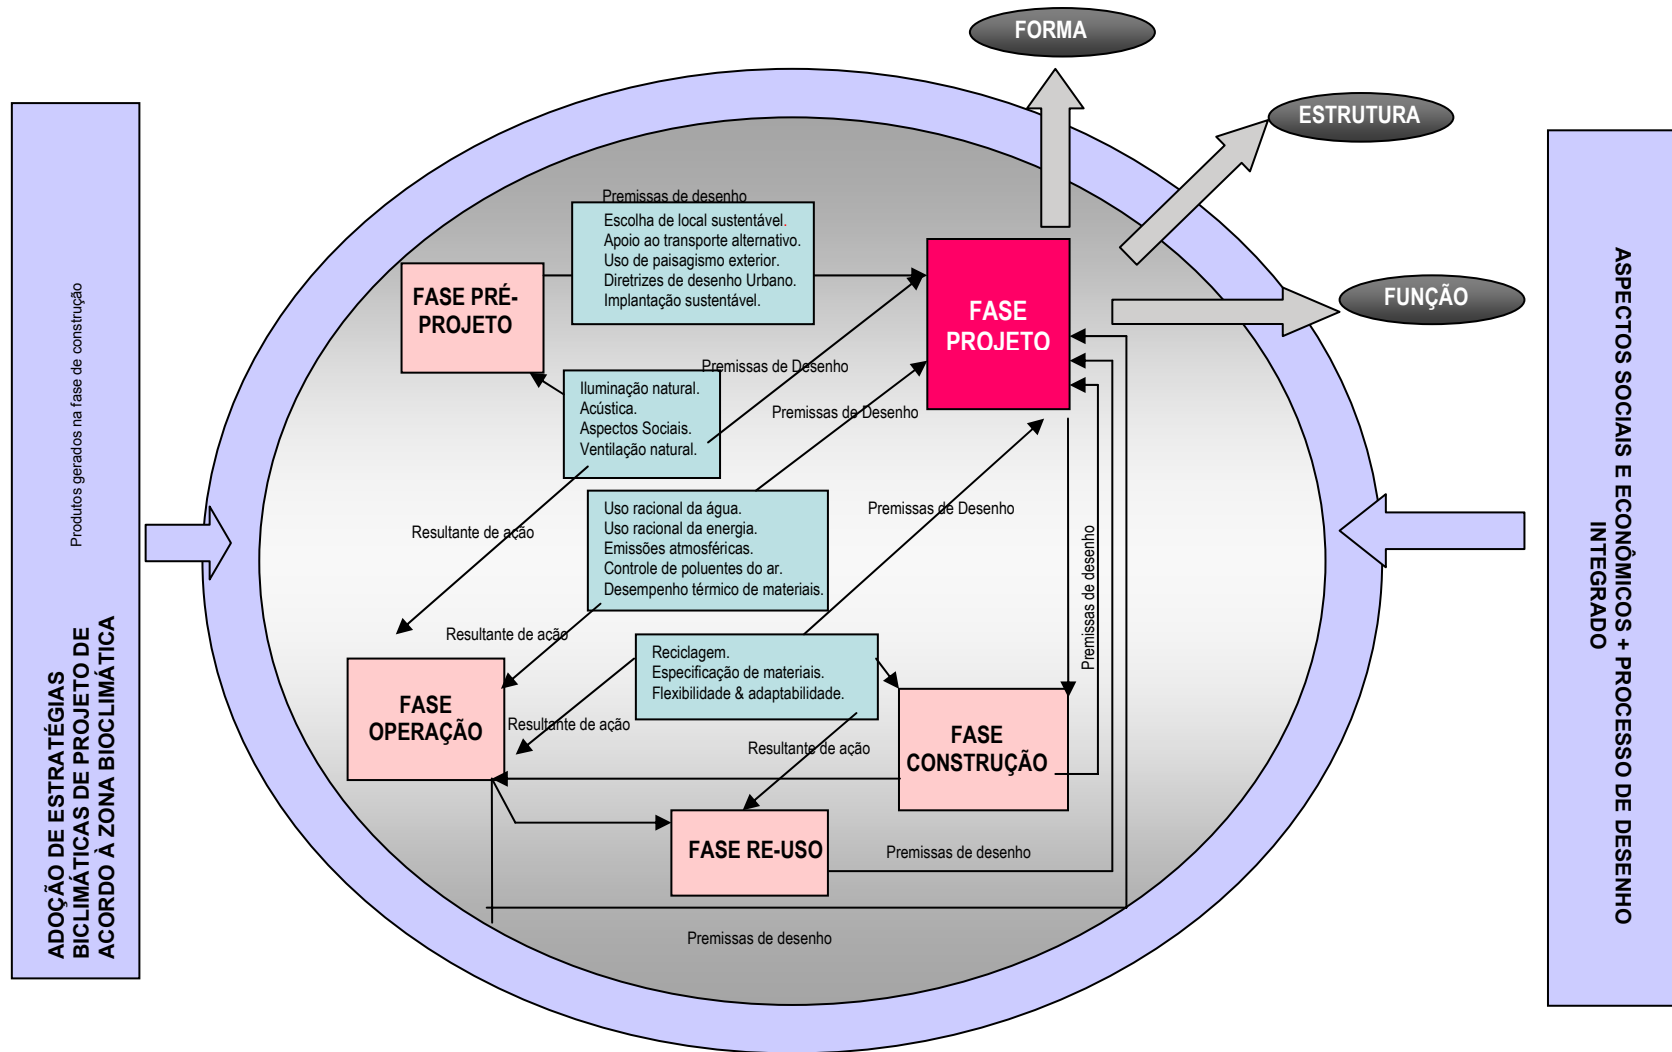 FORMA
ESTRUTURA
FUNÇÃO
Produtos gerados na fase de construção
ADOÇÃO DE ESTRATÉGIAS
BICLIMÁTICAS DE PROJETO DE
ACORDO À ZONA BIOCLIMÁTICA
Premissas de desenho
Escolha de local sustentável.
Apoio ao transporte alternativo.
Uso de paisagismo exterior.
Diretrizes de desenho Urbano.
Implantação sustentável.
FASE PRÉ-
PROJETO
FASE
PROJETO
Premissas de Desenho
Iluminação natural.
Acústica.
Aspectos Sociais.
Ventilação natural.
Premissas de Desenho
Resultante de ação
Uso racional da água.
Uso racional da energia.
Emissões atmosféricas.
Controle de poluentes do ar.
Desempenho térmico de materiais.
Premissas de Desenho
Premissas de desenho
Resultante de ação
Reciclagem.
Especificação de materiais.
Flexibilidade & adaptabilidade.
FASE
OPERAÇÃO
Resultante de ação
Resultante de ação
FASE
CONSTRUÇÃO
FASE RE-USO
Premissas de desenho
Premissas de desenho
ASPECTOS SOCIAIS E ECONÔMICOS + PROCESSO DE DESENHO
INTEGRADO